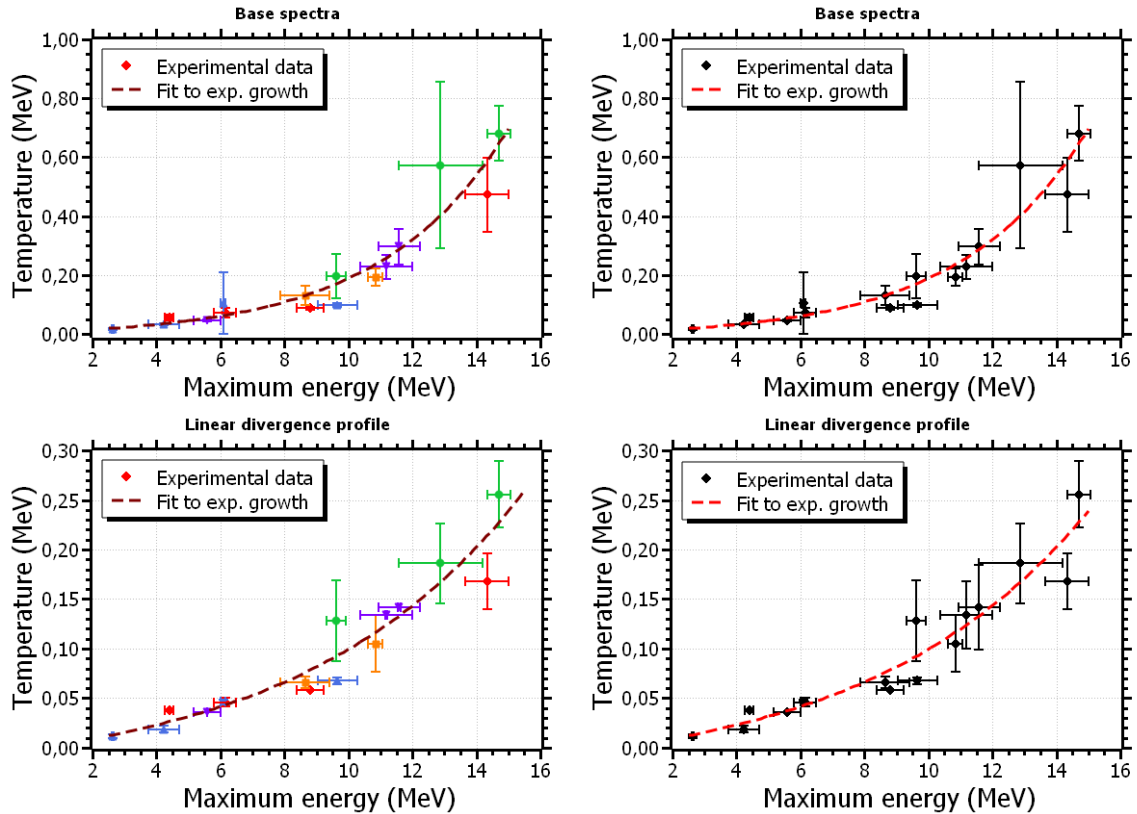 Base spectra
1,00
0,80
0,60
0,40
0,20
0,00
Temperature (MeV)
Experimental data
Fit to exp. growth
2 4 6 8 10 12 14 16
Maximum energy (MeV)
Base spectra
1,00
0,80
0,60
0,40
0,20
0,00
Temperature (MeV)
Experimental data
Fit to exp. growth
2 4 6 8 10 12 14 16
Maximum energy (MeV)
Linear divergence profile
0,30
0,25
0,20
0,15
0,10
0,05
0,00
Temperature (MeV)
Experimental data
Fit to exp. growth
2 4 6 8 10 12 14 16
Maximum energy (MeV)
Linear divergence profile
0,30
0,25
0,20
0,15
0,10
0,05
0,00
Temperature (MeV)
Experimental data
Fit to exp. growth
2 4 6 8 10 12 14 16
Maximum energy (MeV)